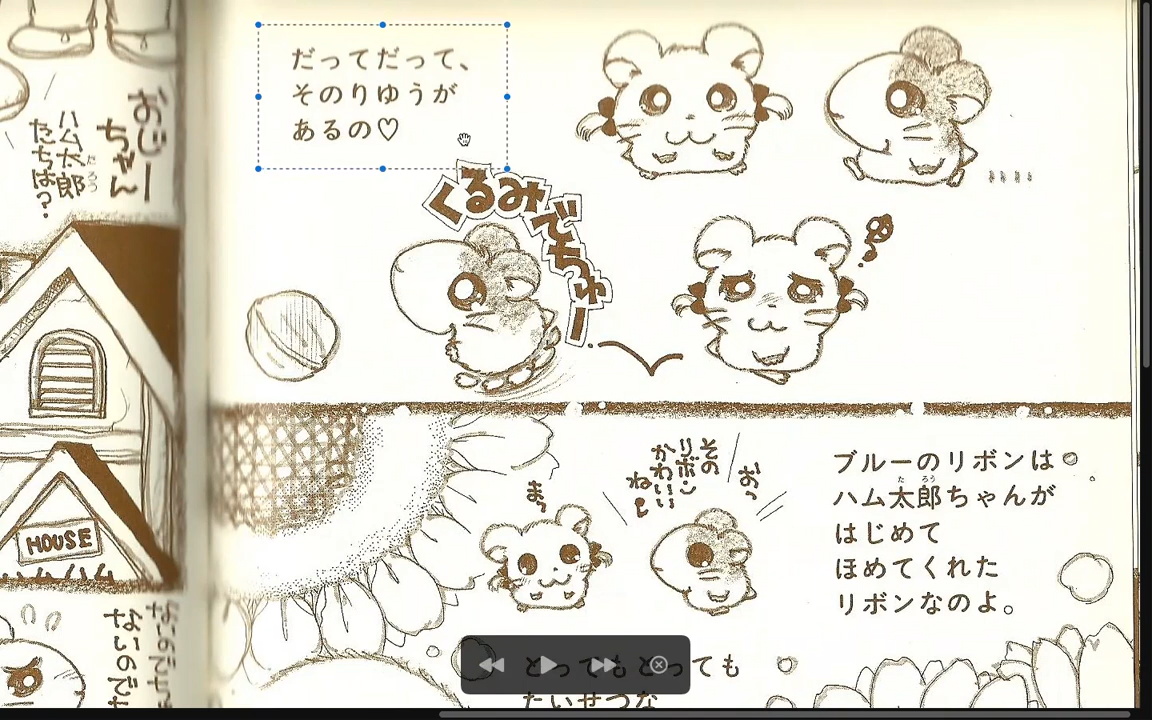 だってだって、
そのりゆうが
あるの♡
くるみでちゅー
おじーちゃん
ハム太郎
たちは?
HOUSE
ブルーのリボンは
ハム太郎ちゃんが
はじめて
ほめてくれた
リボンなのよ。
その
リボン
かわいい
ね
おっ
まっ
とってもとっても
たいせつな
ないので